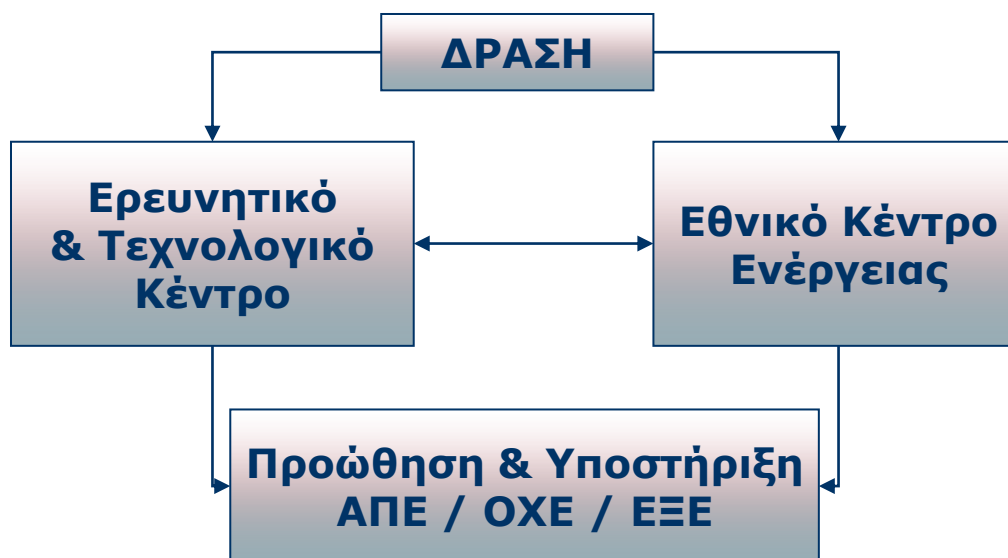 ΔΡΑΣΗ
Ερευνητικό
& Τεχνολογικό
Κέντρο
Εθνικό Κέντρο
Ενέργειας
Προώθηση & Υποστήριξη
ΑΠΕ / ΟΧΕ / ΕΞΕ